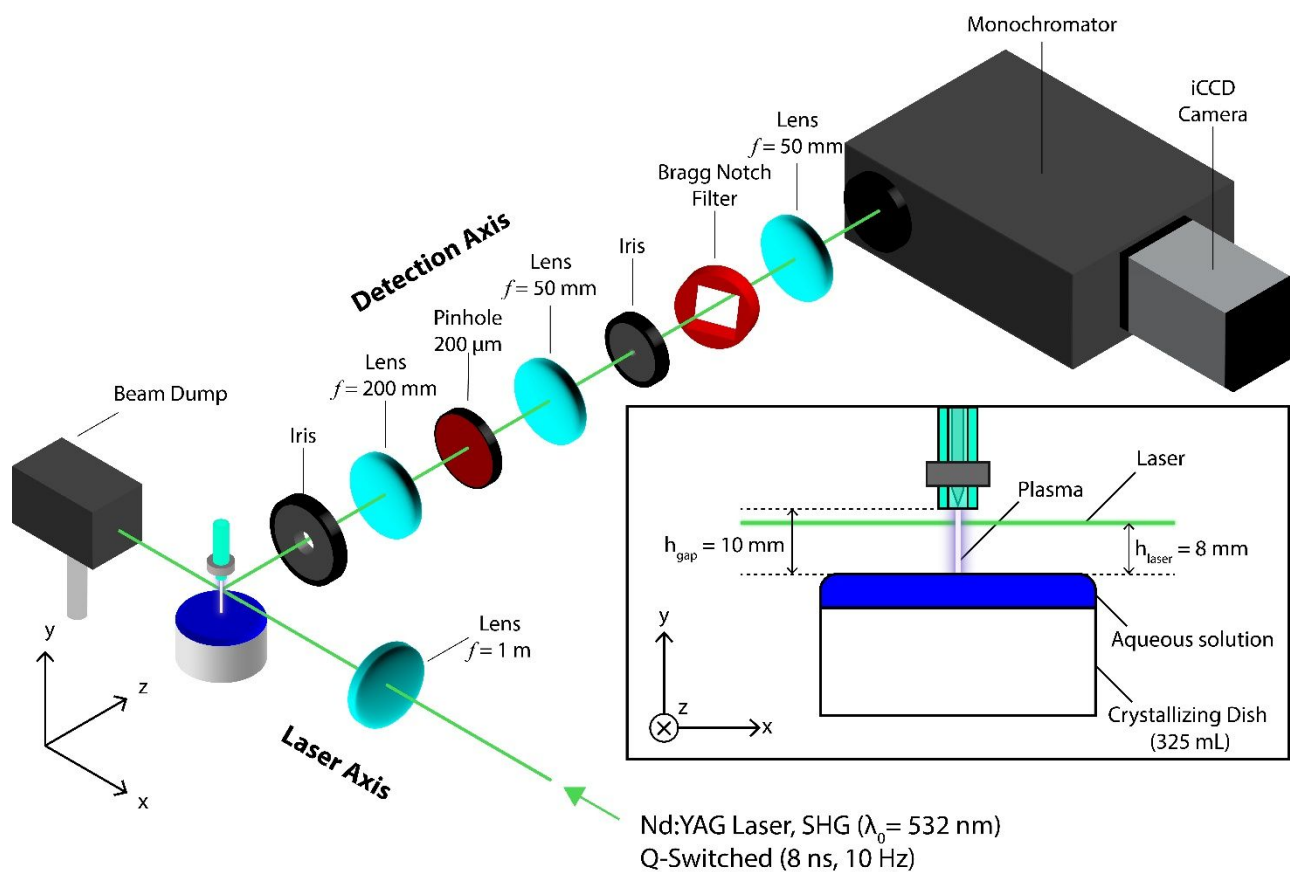 Monochromator
iCCD
Camera
Lens
f = 50 mm
Bragg Notch
Filter
Iris
Detection Axis
Lens
f = 50 mm
Pinhole
200 µm
Lens
f = 200 mm
Iris
Beam Dump
y
z
x
Lens
f = 1 m
Laser Axis
Nd:YAG Laser, SHG (λ₀= 532 nm)
Q-Switched (8 ns, 10 Hz)
Laser
Plasma
h_gap = 10 mm
h_laser = 8 mm
Aqueous solution
Crystallizing Dish
(325 mL)
y
z
x